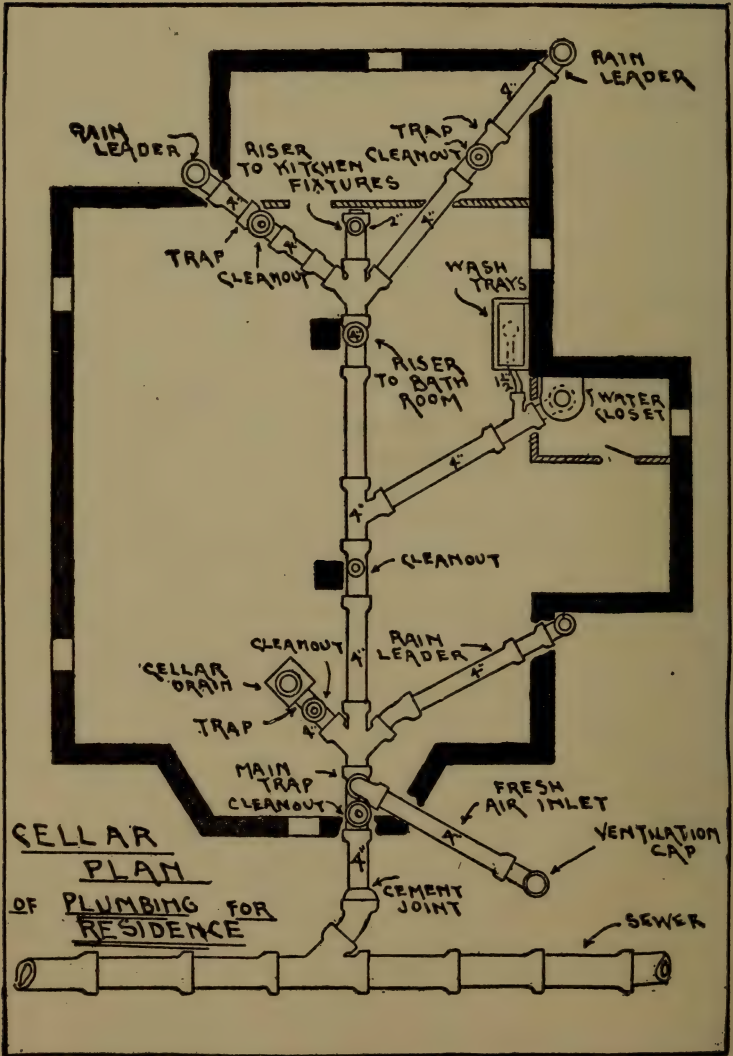 RAIN
LEADER
4"
TRAP
CLEANOUT
4"
RAIN
LEADER
RISER
TO KITCHEN
FIXTURES
2"
4"
TRAP
CLEANOUT
4"
WASH
TRAYS
1½"
4"
RISER
TO BATH
ROOM
WATER
CLOSET
4"
4"
CLEANOUT
CLEANOUT
4"
RAIN
LEADER
4"
CELLAR
DRAIN
TRAP
4"
MAIN
TRAP
CLEANOUT
FRESH
AIR INLET
4"
VENTILATION
CAP
4"
CEMENT
JOINT
CELLAR
PLAN
OF PLUMBING FOR
RESIDENCE
SEWER